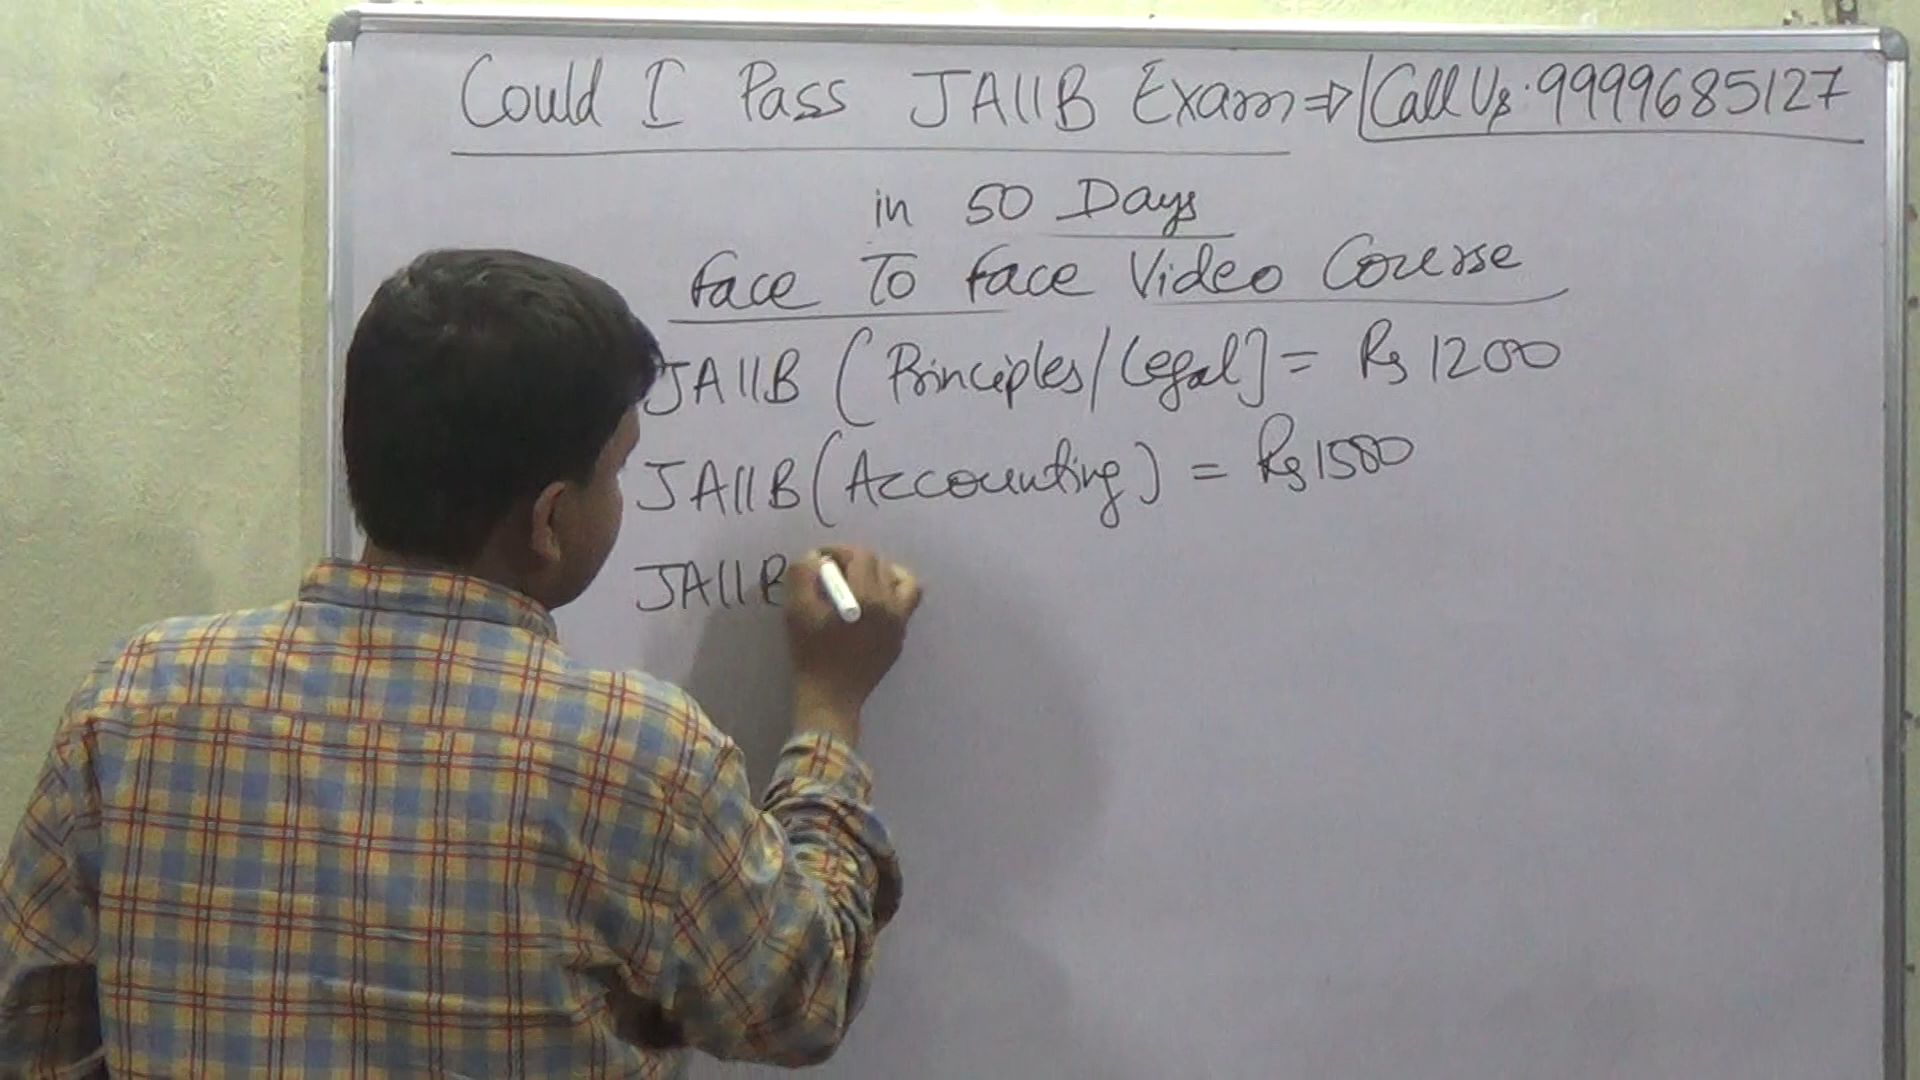 Could I Pass JAIIB Exam ⇒ Call Us: 9999685127
in 50 Days
Face To Face Video Course
JAIIB (Principles/Legal] = Rs 1200
JAIIB (Accounting) = Rs 1500
JAIIB